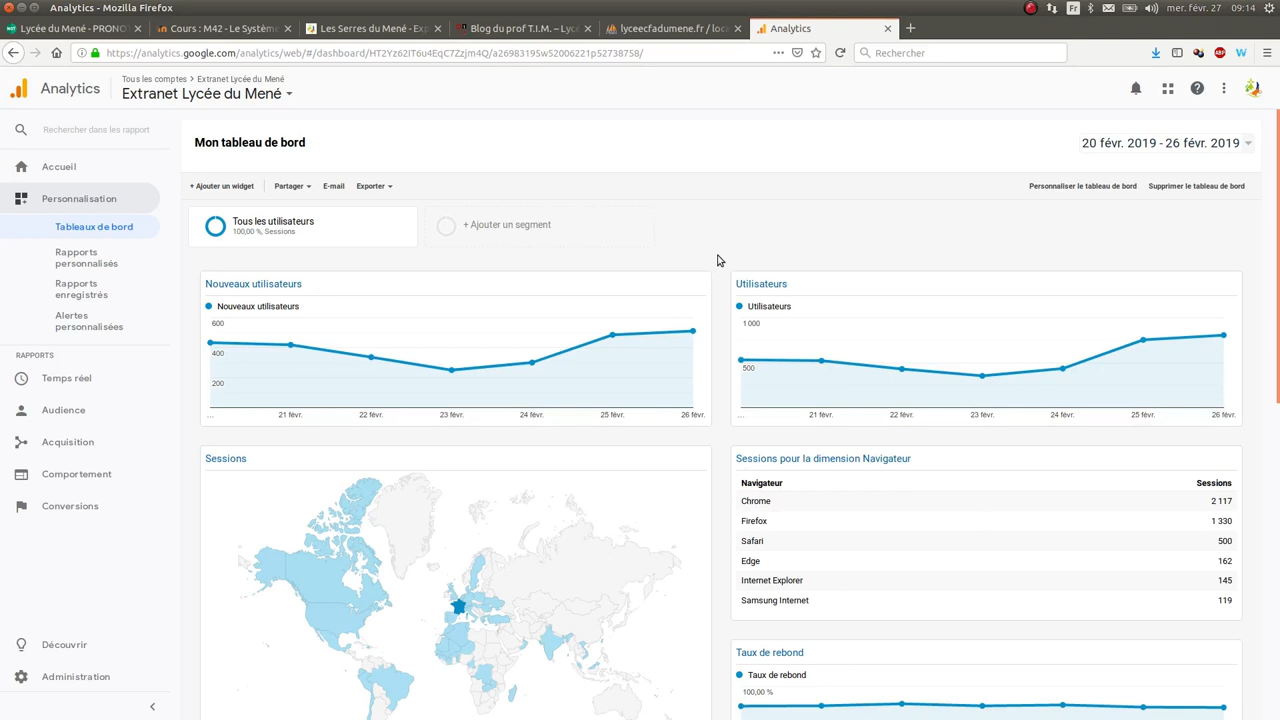 Analytics - Mozilla Firefox
Fr
mer. févr. 27
09:14
Lycée du Mené - PRONO
Cours : M42 - Le Système
Les Serres du Mené - Exp
Blog du prof T.I.M. – Lyc
lyceecfadumene.fr / loca
Analytics
https://analytics.google.com/analytics/web/#/dashboard/HT2Yz62IT6u4EqC7Zzjm4Q/a26983195w52006221p52738758/
Rechercher
ABP
Analytics
Tous les comptes > Extranet Lycée du Mené
Extranet Lycée du Mené
Rechercher dans les rapport
Accueil
Personnalisation
Tableaux de bord
Rapports
personnalisés
Rapports
enregistrés
Alertes
personnalisées
RAPPORTS
Temps réel
Audience
Acquisition
Comportement
Conversions
Découvrir
Administration
Mon tableau de bord
20 févr. 2019 - 26 févr. 2019
+ Ajouter un widget
Partager
E-mail
Exporter
Personnaliser le tableau de bord
Supprimer le tableau de bord
Tous les utilisateurs
100,00 %, Sessions
+ Ajouter un segment
Nouveaux utilisateurs
Nouveaux utilisateurs
600
400
200
...
21 févr.
22 févr.
23 févr.
24 févr.
25 févr.
26 févr.
Utilisateurs
Utilisateurs
1 000
500
...
21 févr.
22 févr.
23 févr.
24 févr.
25 févr.
26 févr.
Sessions
Sessions pour la dimension Navigateur
Navigateur Sessions
Chrome 2 117
Firefox 1 330
Safari 500
Edge 162
Internet Explorer 145
Samsung Internet 119
Taux de rebond
Taux de rebond
100,00 %